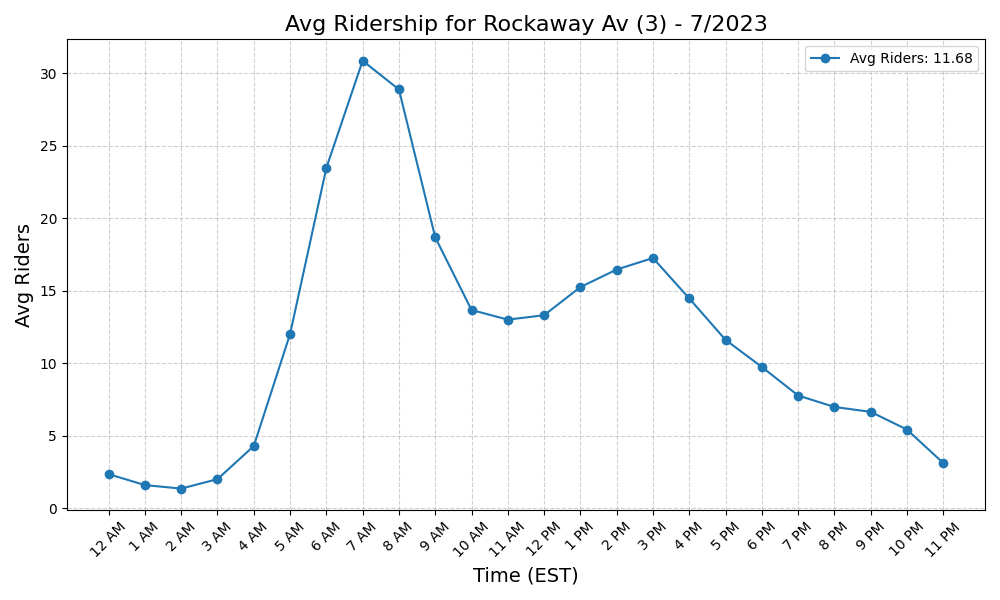 Avg Ridership for Rockaway Av (3) - 7/2023
Avg Riders: 11.68
Avg Riders
30
25
20
15
10
5
0
12 AM
1 AM
2 AM
3 AM
4 AM
5 AM
6 AM
7 AM
8 AM
9 AM
10 AM
11 AM
12 PM
1 PM
2 PM
3 PM
4 PM
5 PM
6 PM
7 PM
8 PM
9 PM
10 PM
11 PM
Time (EST)